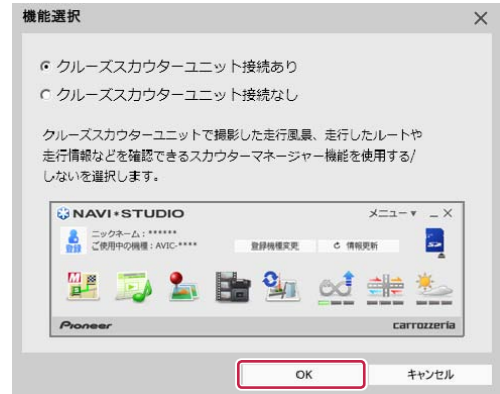 機能選択
クルーズスカウターユニット接続あり
クルーズスカウターユニット接続なし
クルーズスカウターユニットで撮影した走行風景、走行したルートや
走行情報などを確認できるスカウターマネージャー機能を使用する/
しないを選択します。
NAVI*STUDIO メニュー▼ _ ×
ニックネーム：******
登録 ご使用中の機種：AVIC-**** 登録機種変更 情報更新
Pioneer carrozzeria
OK キャンセル